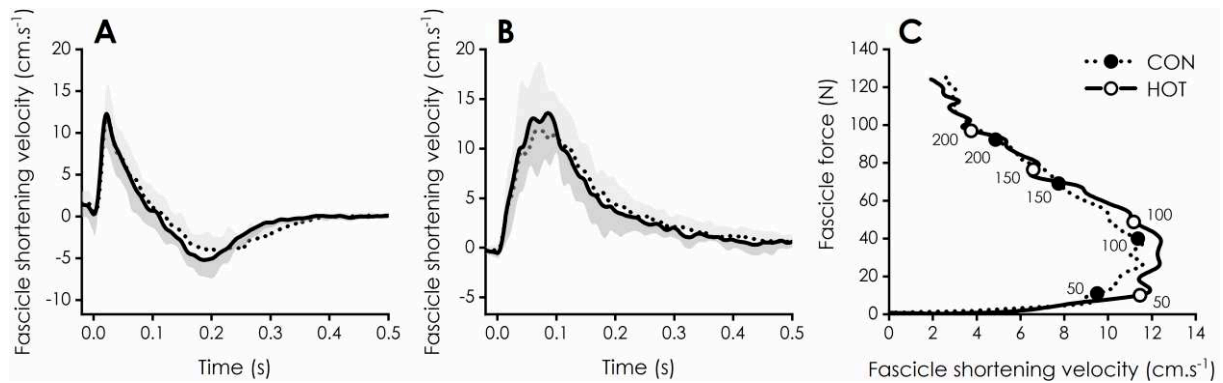 A
Fascicle shortening velocity (cm.s⁻¹)
20
15
10
5
0
-5
-10
0.0 0.1 0.2 0.3 0.4 0.5
Time (s)
B
Fascicle shortening velocity (cm.s⁻¹)
20
15
10
5
0
-5
0.0 0.1 0.2 0.3 0.4 0.5
Time (s)
C
Fascicle force (N)
140
120
100
80
60
40
20
0
CON
HOT
200
200
150
150
100
100
50
50
0 2 4 6 8 10 12 14
Fascicle shortening velocity (cm.s⁻¹)